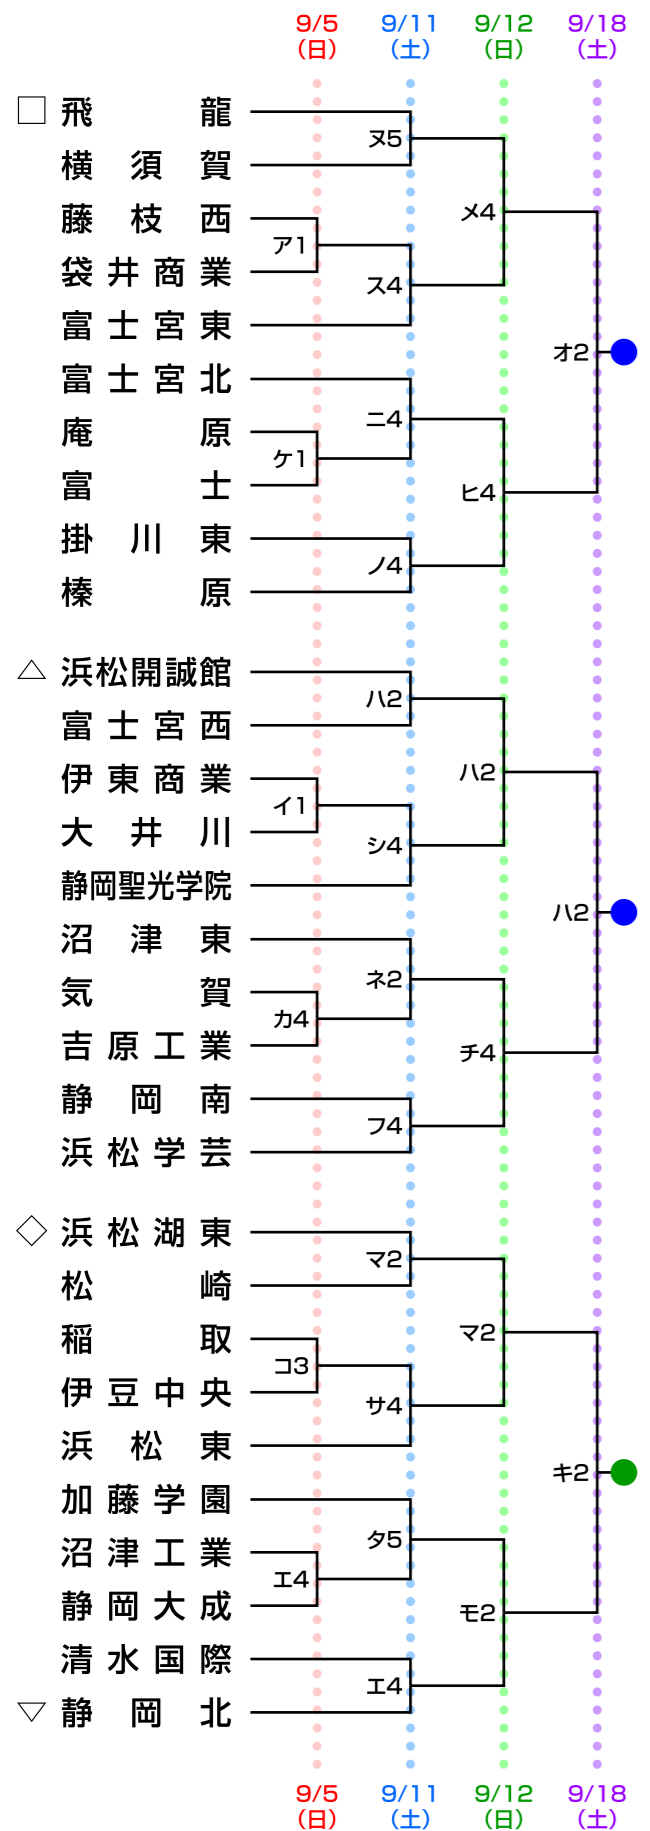 9/5 9/11 9/12 9/18
(日) (土) (日) (土)
□ 飛龍
ヌ5
横須賀
メ4
藤枝西
ア1
袋井商業
ス4
富士宮東
オ2
富士宮北
ニ4
庵原
ケ1
富士
ヒ4
掛川東
ノ4
榛原
△ 浜松開誠館
ハ2
富士宮西
ハ2
伊東商業
イ1
大井川
シ4
静岡聖光学院
ハ2
沼津東
ネ2
気賀
カ4
吉原工業
チ4
静岡南
フ4
浜松学芸
◇ 浜松湖東
マ2
松崎
マ2
稲取
コ3
伊豆中央
サ4
浜松東
キ2
加藤学園
タ5
沼津工業
エ4
静岡大成
モ2
清水国際
エ4
▽ 静岡北
9/5 9/11 9/12 9/18
(日) (土) (日) (土)